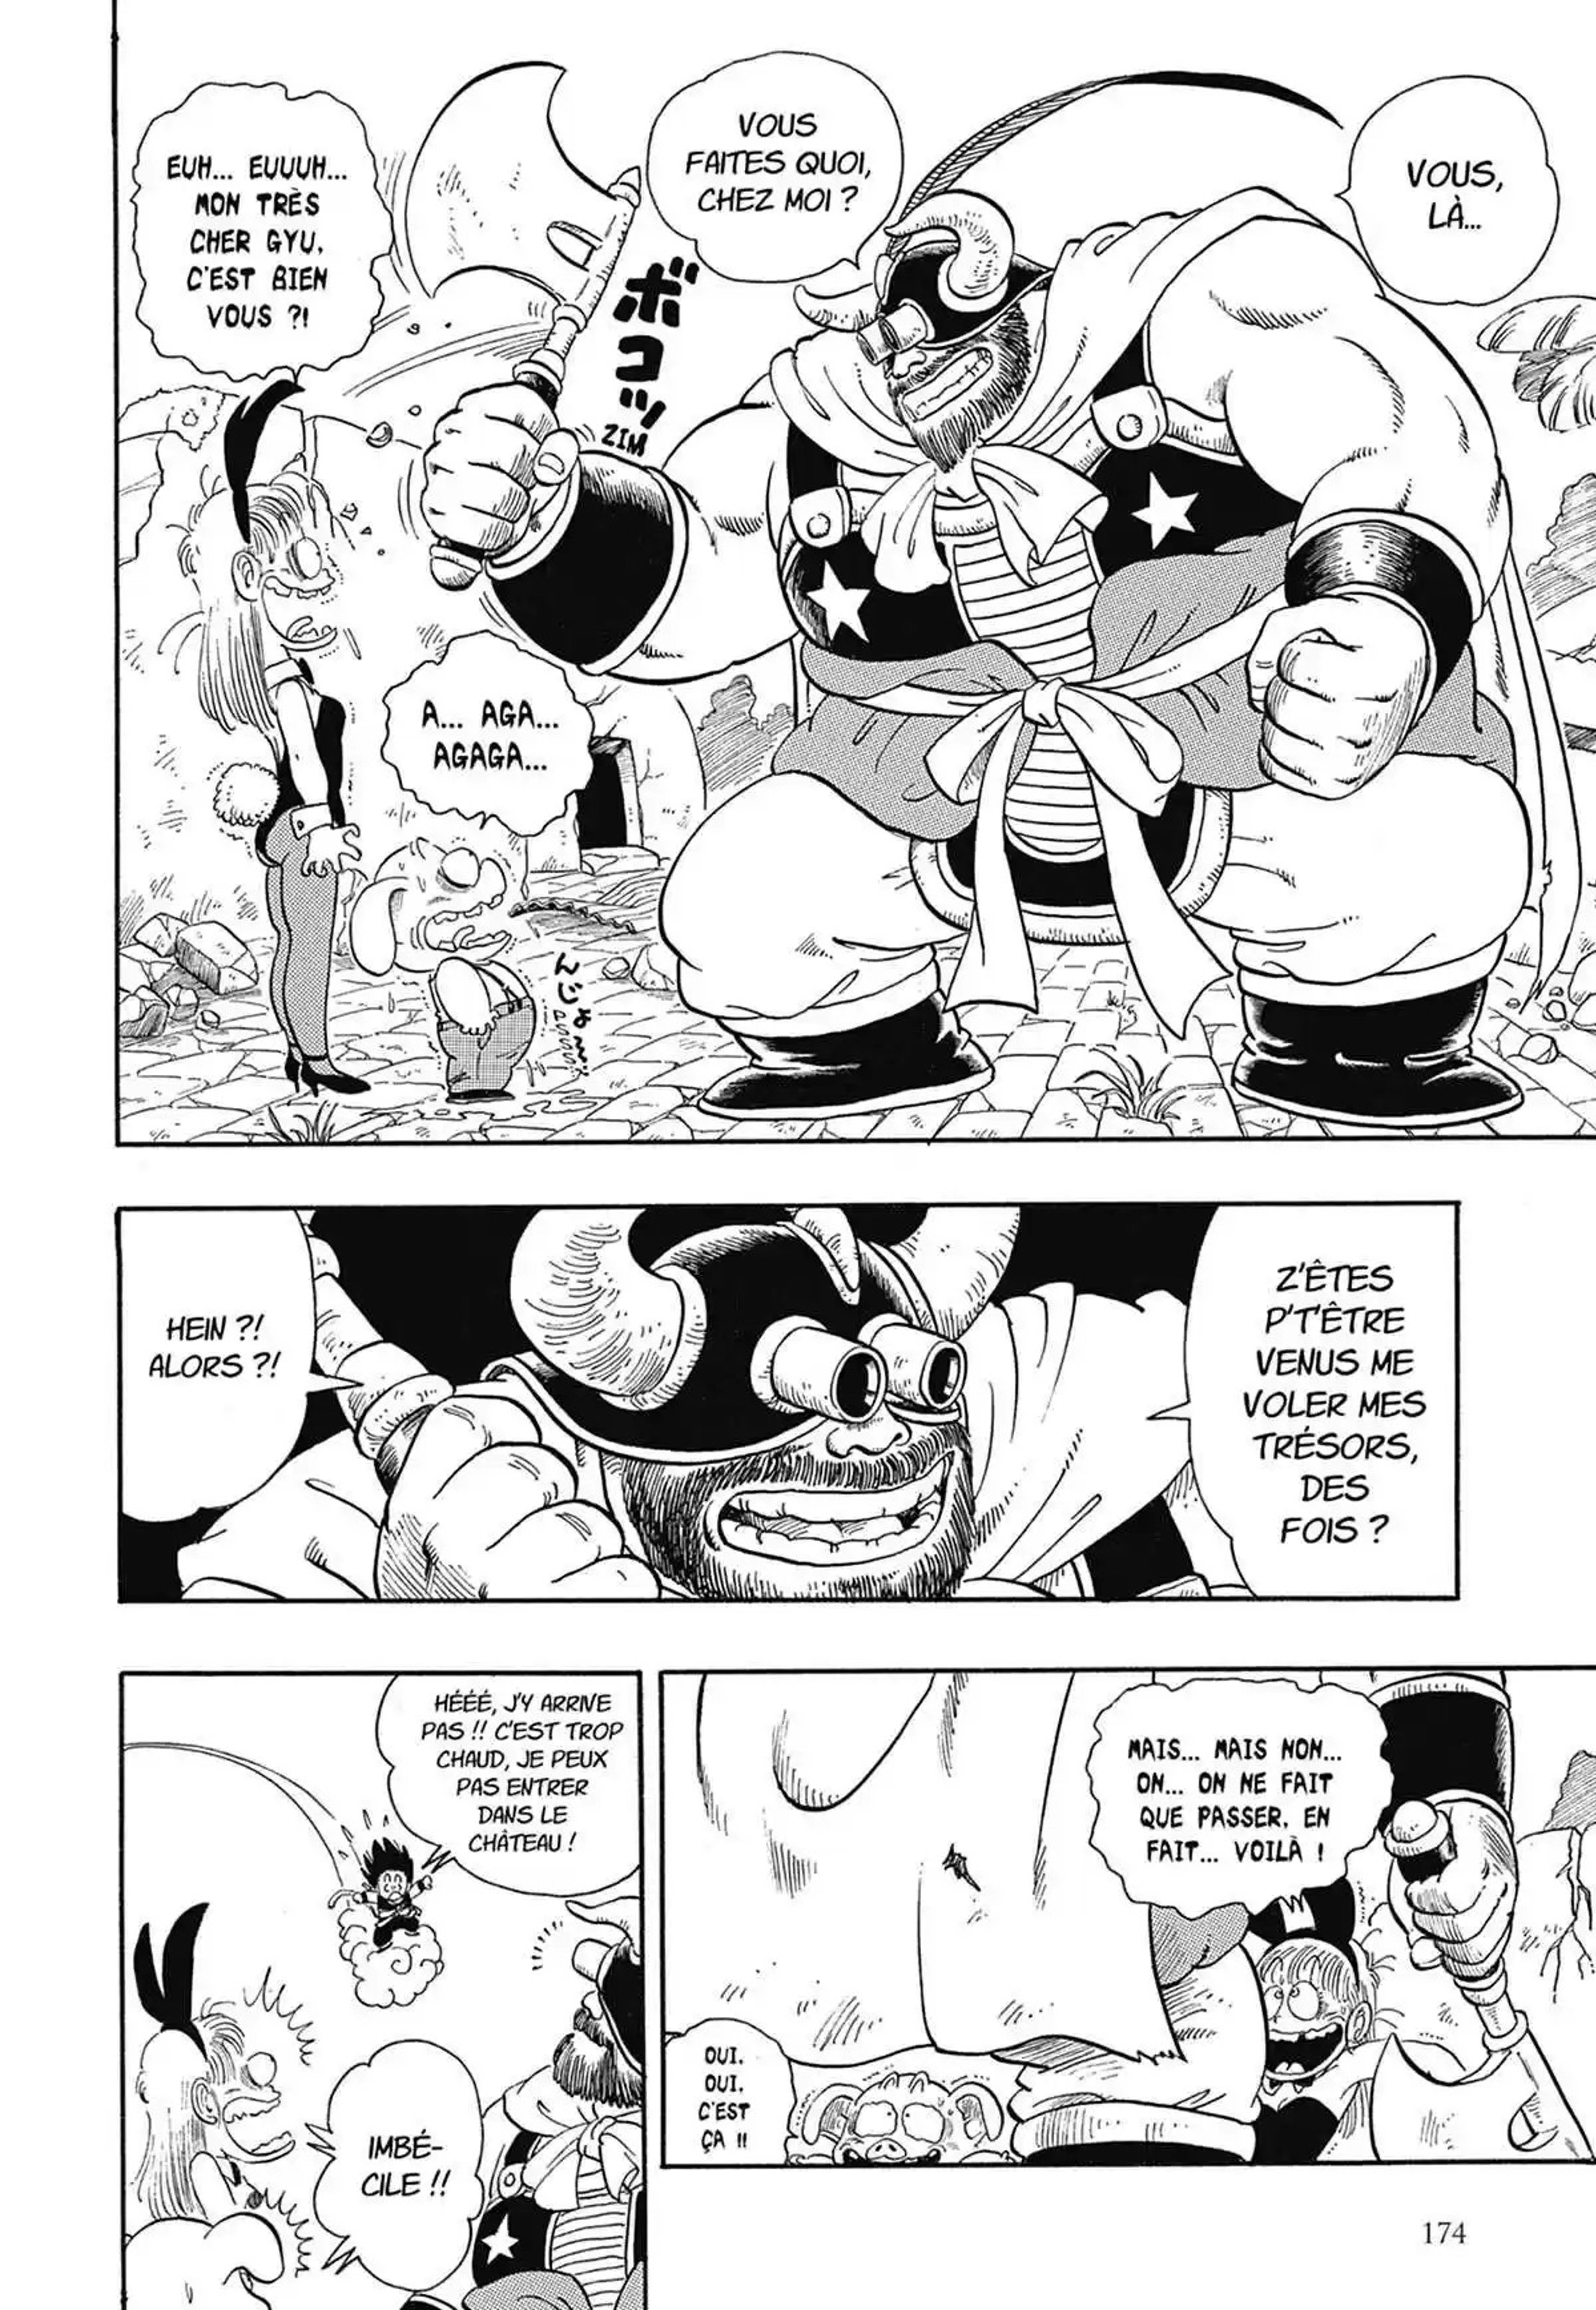 VOUS,
LÀ...
VOUS
FAITES QUOI,
CHEZ MOI ?
ボコッ
ZIM
EUH... EUUUH...
MON TRÈS
CHER GYU,
C'EST BIEN
VOUS ?!
A... AGA...
AGAGA...
Z'ÊTES
P'T'ÊTRE
VENUS ME
VOLER MES
TRÉSORS,
DES
FOIS ?
HEIN ?!
ALORS ?!
MAIS... MAIS NON...
ON... ON NE FAIT
QUE PASSER, EN
FAIT... VOILÀ !
OUI,
OUI,
C'EST
ÇA !!
HÉÉÉ, J'Y ARRIVE
PAS !! C'EST TROP
CHAUD, JE PEUX
PAS ENTRER
DANS LE
CHÂTEAU !
IMBÉ-
CILE !!
174